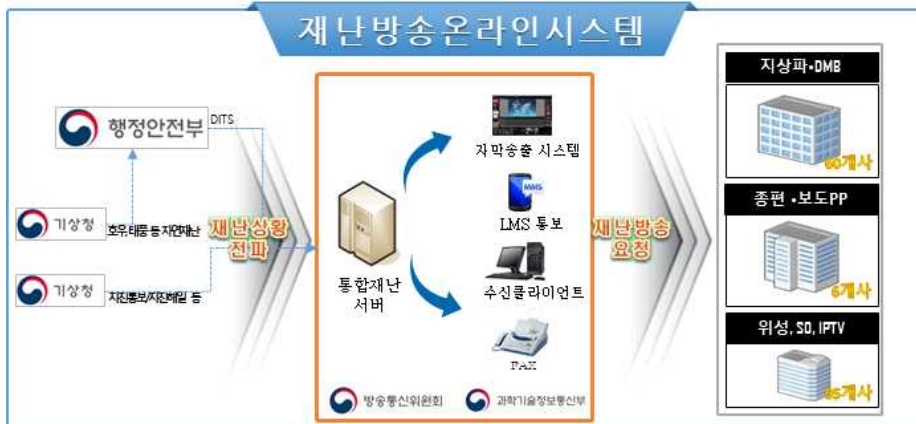 재난방송온라인시스템
행정안전부
DITS
기상청
호우, 태풍 등 자연재난
기상청
지진통보/지진해일 등
재난상황
전파
통합재난
서버
자막송출 시스템
MMS
LMS 통보
수신클라이언트
FAX
방송통신위원회
과학기술정보통신부
재난방송
요청
지상파•DMB
개사
종편 •보도PP
6개사
위성, SO, IPTV
개사